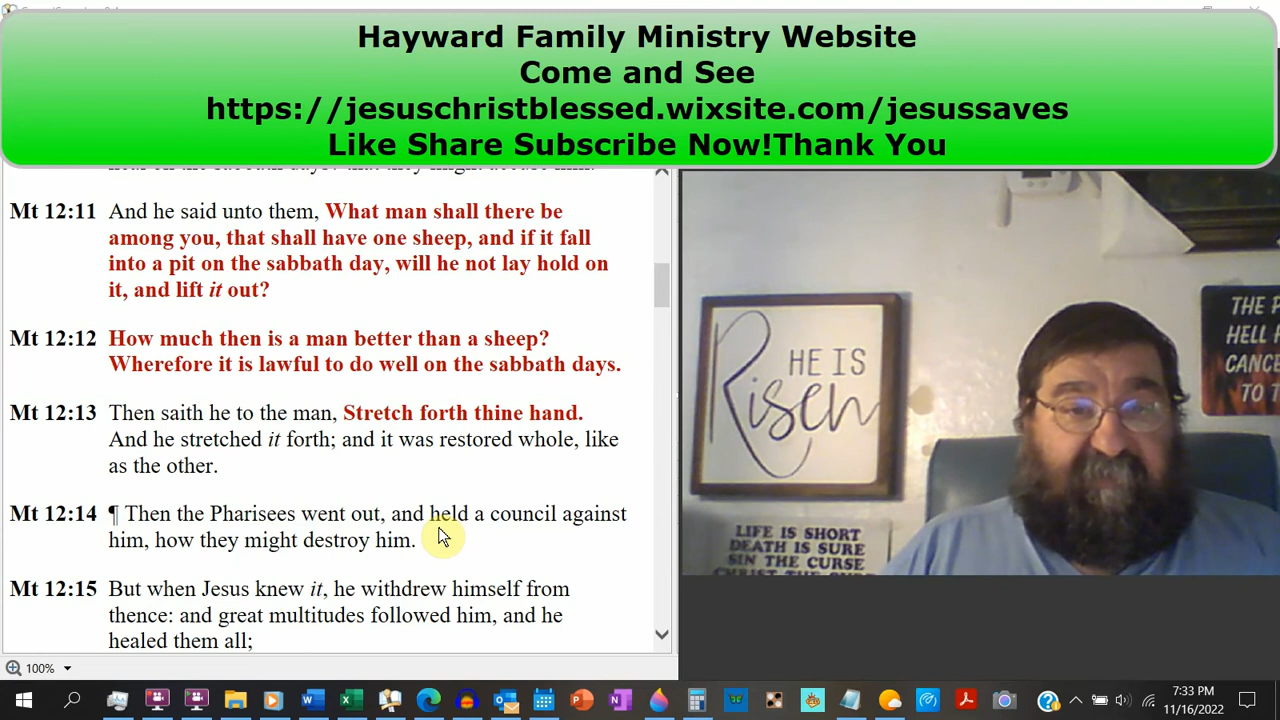 Hayward Family Ministry Website
Come and See
https://jesuschristblessed.wixsite.com/jesussaves
Like Share Subscribe Now!Thank You
Mt 12:11 And he said unto them, What man shall there be
among you, that shall have one sheep, and if it fall
into a pit on the sabbath day, will he not lay hold on
it, and lift it out?
Mt 12:12 How much then is a man better than a sheep?
Wherefore it is lawful to do well on the sabbath days.
Mt 12:13 Then saith he to the man, Stretch forth thine hand.
And he stretched it forth; and it was restored whole, like
as the other.
Mt 12:14 ¶ Then the Pharisees went out, and held a council against
him, how they might destroy him.
Mt 12:15 But when Jesus knew it, he withdrew himself from
thence: and great multitudes followed him, and he
healed them all;
100%
HE IS
Risen
THE P
HELL H
CANCE
TO T
LIFE IS SHORT
DEATH IS SURE
SIN THE CURSE
7:33 PM
11/16/2022